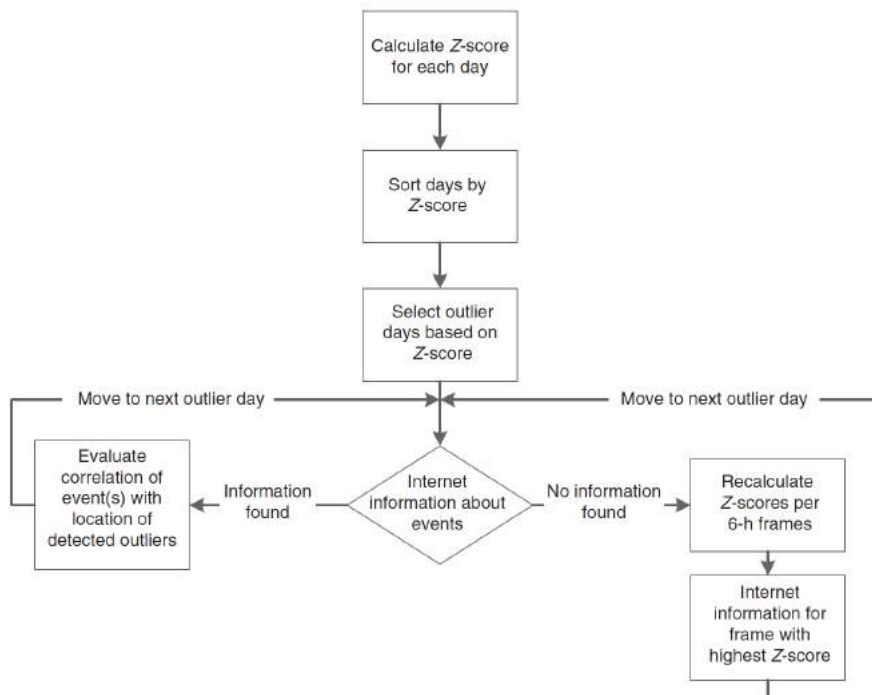 Calculate Z-score
for each day
Sort days by
Z-score
Select outlier
days based on
Z-score
Move to next outlier day
Move to next outlier day
Evaluate
correlation of
event(s) with
location of
detected outliers
Information
found
Internet
information about
events
No information
found
Recalculate
Z-scores per
6-h frames
Internet
information for
frame with
highest Z-score